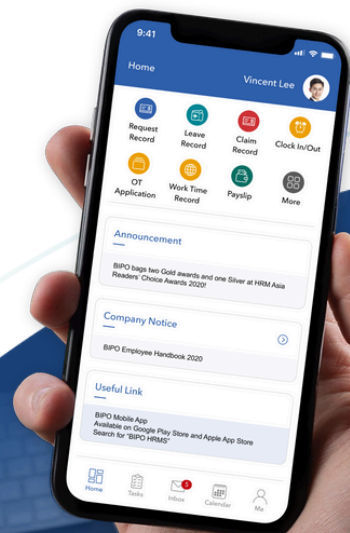 9:41
Home
Vincent Lee
Request Record
Leave Record
Claim Record
Clock In/Out
OT Application
Work Time Record
Payslip
More
Announcement
BIPO bags two Gold awards and one Silver at HRM Asia
Readers' Choice Awards 2020!
Company Notice
BIPO Employee Handbook 2020
Useful Link
BIPO Mobile App
Available on Google Play Store and Apple App Store
Search for "BIPO HRMS"
Home
Tasks
5
Inbox
Calendar
Me